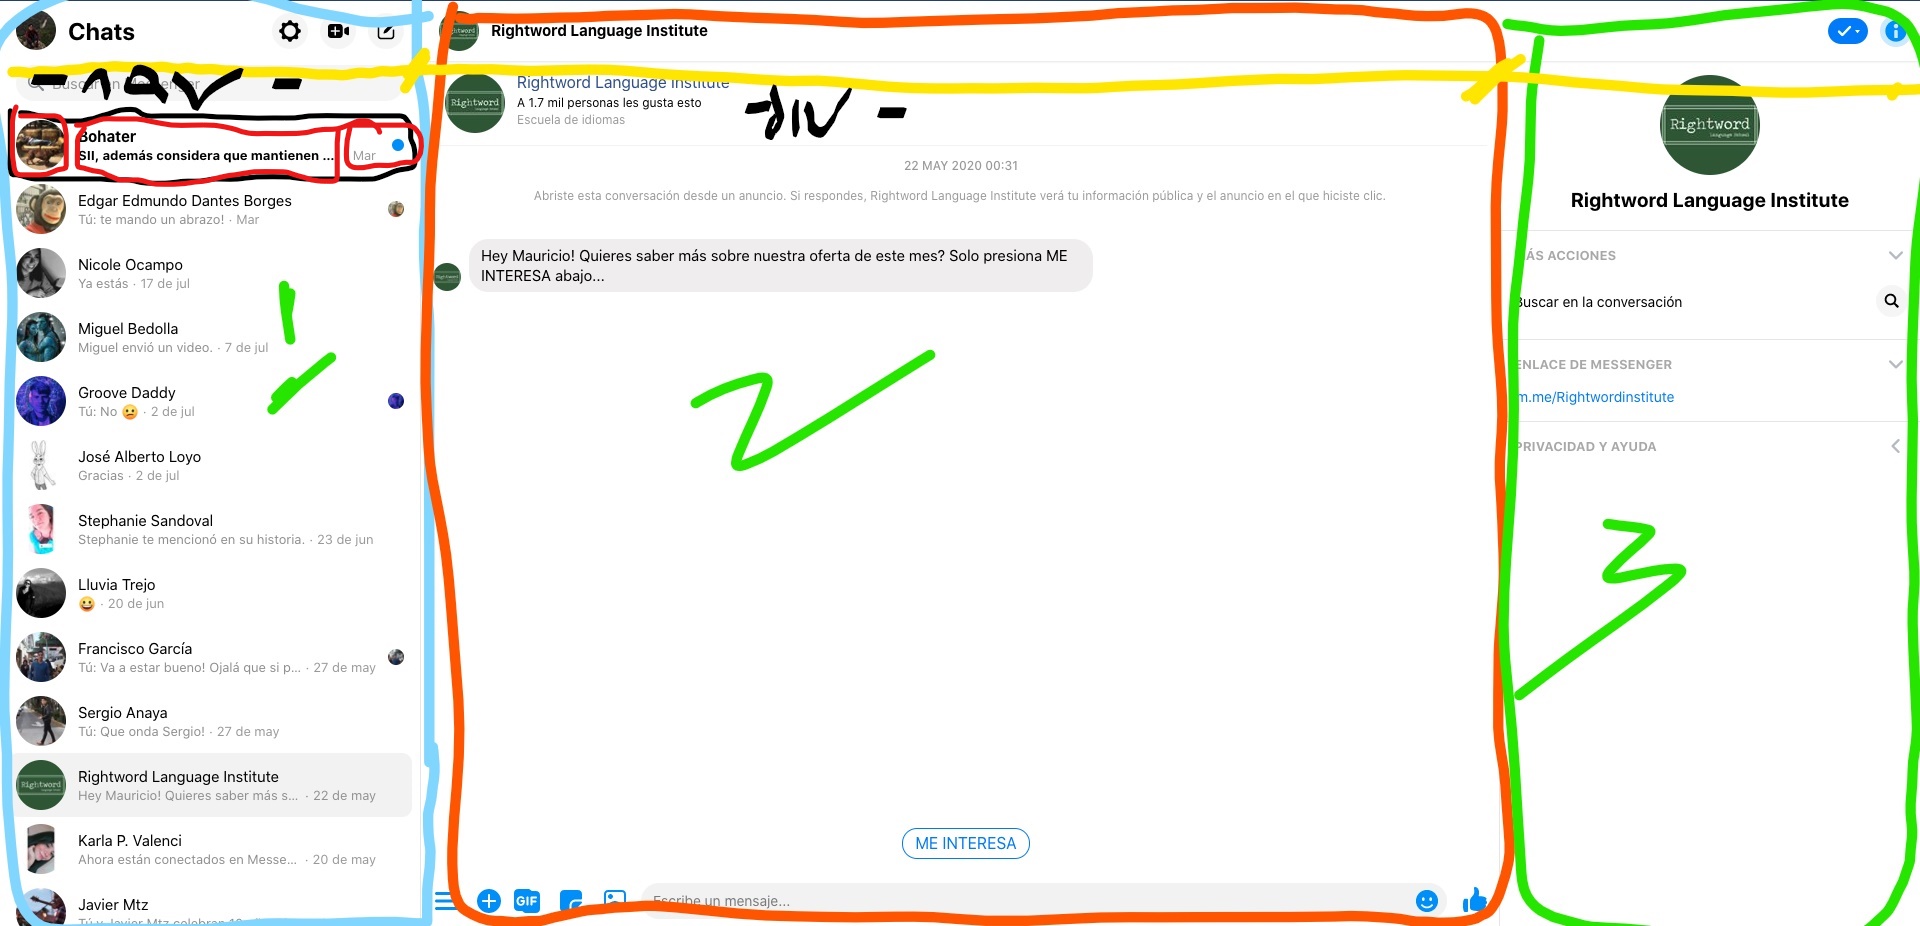 Chats
Rightword Language Institute
- nav -
Buscar en Messenger
Rightword Language Institute
Rightword
A 1.7 mil personas les gusta esto
Escuela de idiomas
- div -
Bohater
SII, además considera que mantienen ...
Mar
Edgar Edmundo Dantes Borges
Tú: te mando un abrazo! · Mar
Nicole Ocampo
Ya estás · 17 de jul
Miguel Bedolla
Miguel envió un video. · 7 de jul
Groove Daddy
Tú: No 😕 · 2 de jul
José Alberto Loyo
Gracias · 2 de jul
Stephanie Sandoval
Stephanie te mencionó en su historia. · 23 de jun
Lluvia Trejo
😀 · 20 de jun
Francisco García
Tú: Va a estar bueno! Ojalá que si p... · 27 de may
Sergio Anaya
Tú: Que onda Sergio! · 27 de may
Rightword Language Institute
Hey Mauricio! Quieres saber más s... · 22 de may
Karla P. Valenci
Ahora están conectados en Messe... · 20 de may
Javier Mtz
1
22 MAY 2020 00:31
Abriste esta conversación desde un anuncio. Si respondes, Rightword Language Institute verá tu información pública y el anuncio en el que hiciste clic.
Hey Mauricio! Quieres saber más sobre nuestra oferta de este mes? Solo presiona ME
INTERESA abajo...
2
ME INTERESA
GIF
Escribe un mensaje...
Rightword
Language School
Rightword Language Institute
ÁS ACCIONES
Buscar en la conversación
ENLACE DE MESSENGER
m.me/Rightwordinstitute
PRIVACIDAD Y AYUDA
3